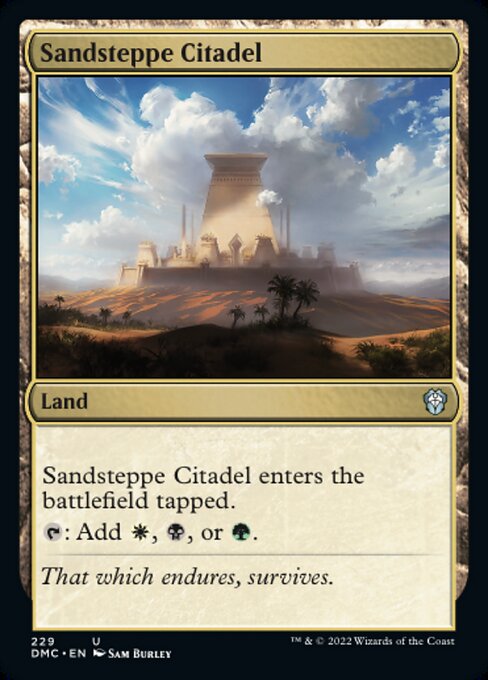 Sandsteppe Citadel
Land
Sandsteppe Citadel enters the
battlefield tapped.
: Add , , or .
That which endures, survives.
229 U
DMC • EN Sam Burley
™ & © 2022 Wizards of the Coast